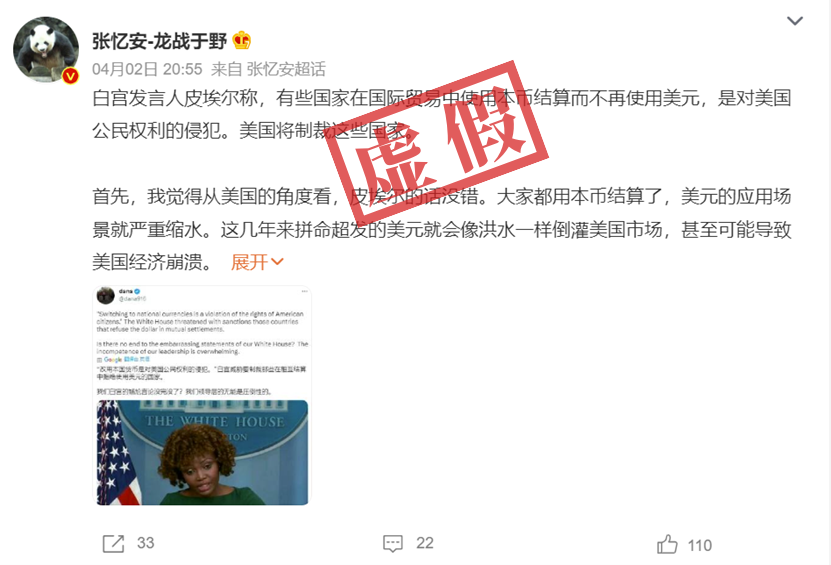 张忆安-龙战于野
04月02日 20:55 来自 张忆安超话
白宫发言人皮埃尔称，有些国家在国际贸易中使用本币结算而不再使用美元，是对美国
公民权利的侵犯。美国将制裁这些国家。
虚假
首先，我觉得从美国的角度看，皮埃尔的话没错。大家都用本币结算了，美元的应用场
景就严重缩水。这几年来拼命超发的美元就会像洪水一样倒灌美国市场，甚至可能导致
美国经济崩溃。 展开
dana
@dana916
"Switching to national currencies is a violation of the rights of American
citizens." The White House threatened with sanctions those countries
that refuse the dollar in mutual settlements.
Is there no end to the embarrassing statements of our White House? The
incompetence of our leadership is overwhelming.
Google
"改用本国货币是对美国公民权利的侵犯。"白宫威胁要制裁那些在相互结算
中拒绝使用美元的国家。
我们白宫的尴尬言论没完没了？我们领导层的无能是压倒性的。
THE WHITE HOUSE
33
22
110